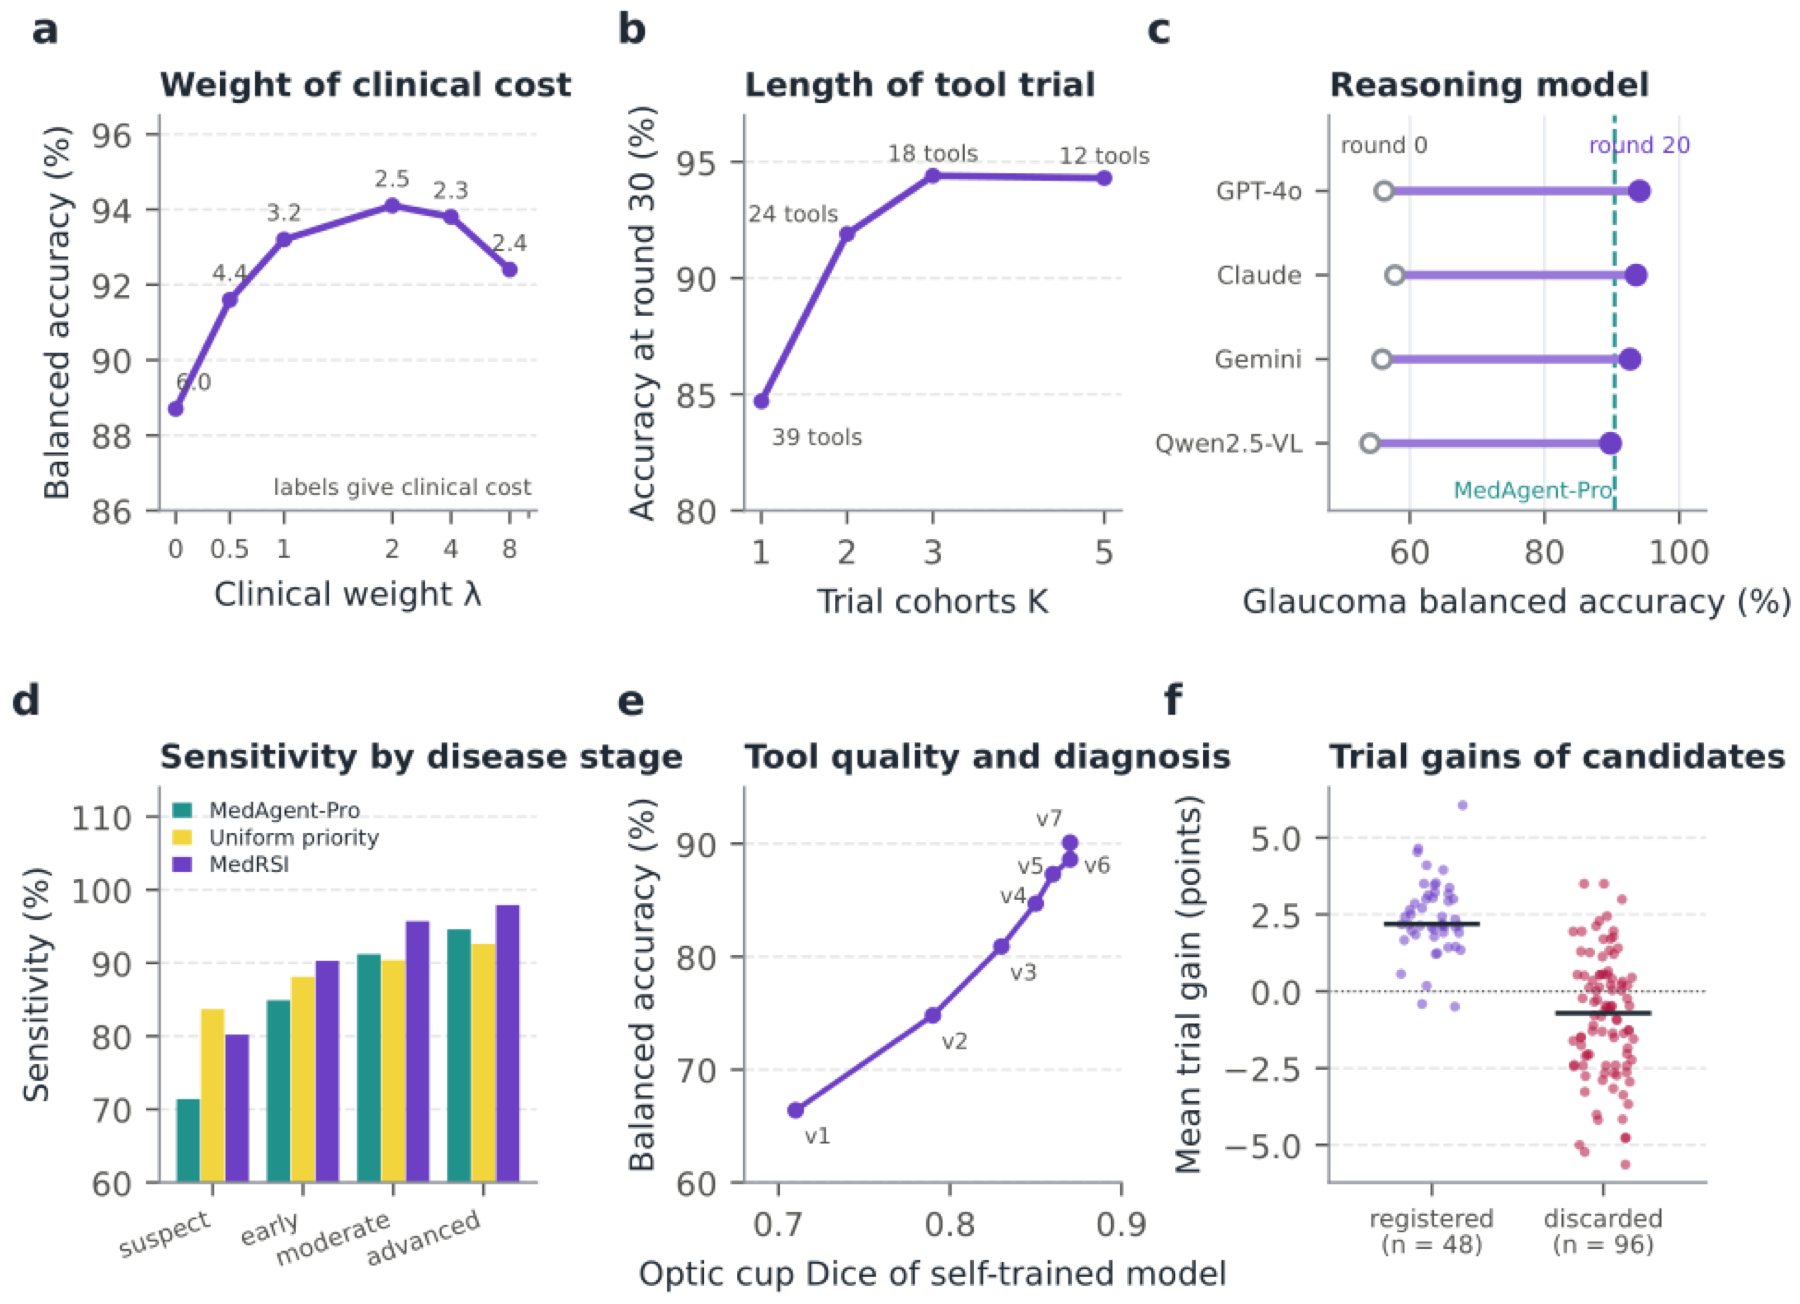 a
Weight of clinical cost
Balanced accuracy (%)
96
94
92
90
88
86
6.0
4.4
3.2
2.5
2.3
2.4
labels give clinical cost
0 0.5 1 2 4 8
Clinical weight λ
b
Length of tool trial
Accuracy at round 30 (%)
95
90
85
80
39 tools
24 tools
18 tools
12 tools
1 2 3 5
Trial cohorts K
c
Reasoning model
round 0
round 20
GPT-4o
Claude
Gemini
Qwen2.5-VL
MedAgent-Pro
60 80 100
Glaucoma balanced accuracy (%)
d
Sensitivity by disease stage
Sensitivity (%)
110
100
90
80
70
60
MedAgent-Pro
Uniform priority
MedRSI
suspect
early
moderate
advanced
e
Tool quality and diagnosis
Balanced accuracy (%)
90
80
70
60
v1
v2
v3
v4
v5
v6
v7
0.7 0.8 0.9
Optic cup Dice of self-trained model
f
Trial gains of candidates
Mean trial gain (points)
5.0
2.5
0.0
−2.5
−5.0
registered
(n = 48)
discarded
(n = 96)